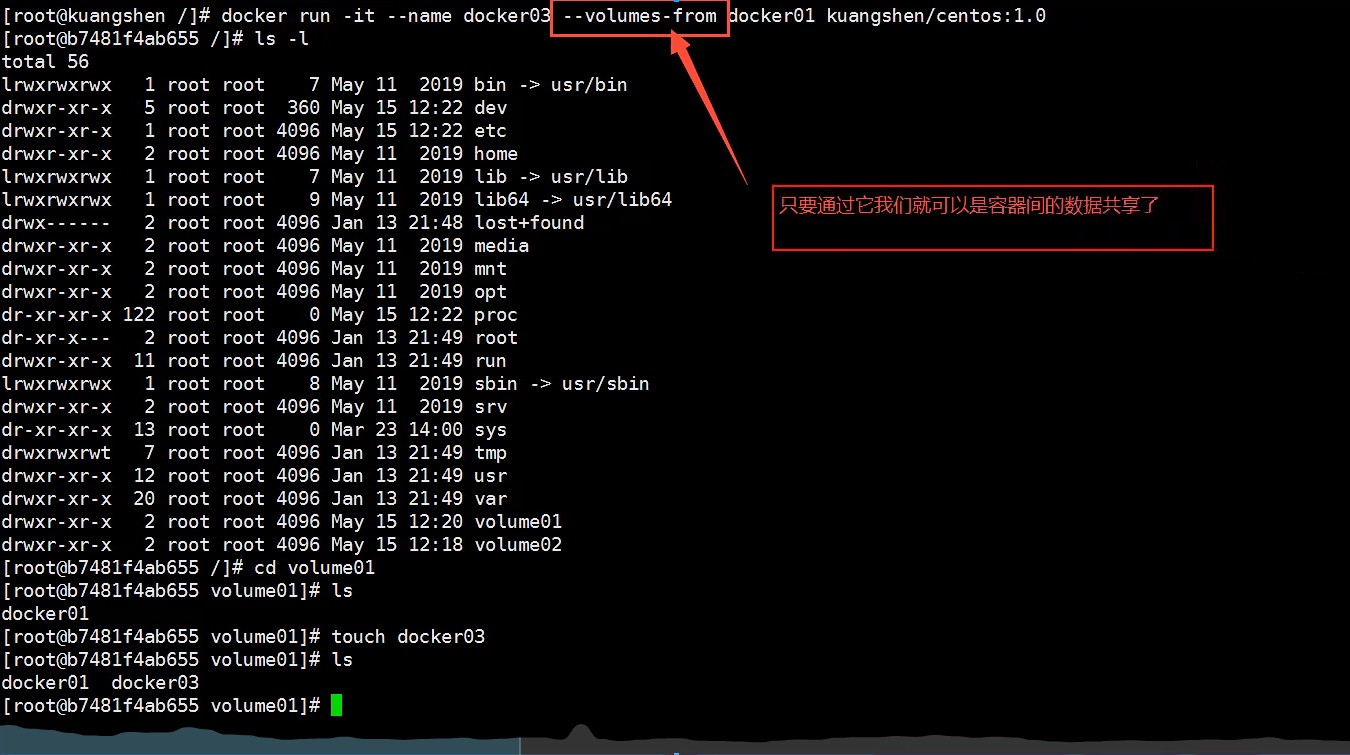 [root@kuangshen /]# docker run -it --name docker03 --volumes-from docker01 kuangshen/centos:1.0
[root@b7481f4ab655 /]# ls -l
total 56
lrwxrwxrwx   1 root root    7 May 11  2019 bin -> usr/bin
drwxr-xr-x   5 root root  360 May 15 12:22 dev
drwxr-xr-x   1 root root 4096 May 15 12:22 etc
drwxr-xr-x   2 root root 4096 May 11  2019 home
lrwxrwxrwx   1 root root    7 May 11  2019 lib -> usr/lib
lrwxrwxrwx   1 root root    9 May 11  2019 lib64 -> usr/lib64
drwx------   2 root root 4096 Jan 13 21:48 lost+found
drwxr-xr-x   2 root root 4096 May 11  2019 media
drwxr-xr-x   2 root root 4096 May 11  2019 mnt
drwxr-xr-x   2 root root 4096 May 11  2019 opt
dr-xr-xr-x 122 root root    0 May 15 12:22 proc
dr-xr-x---   2 root root 4096 Jan 13 21:49 root
drwxr-xr-x  11 root root 4096 Jan 13 21:49 run
lrwxrwxrwx   1 root root    8 May 11  2019 sbin -> usr/sbin
drwxr-xr-x   2 root root 4096 May 11  2019 srv
dr-xr-xr-x  13 root root    0 Mar 23 14:00 sys
drwxrwxrwt   7 root root 4096 Jan 13 21:49 tmp
drwxr-xr-x  12 root root 4096 Jan 13 21:49 usr
drwxr-xr-x  20 root root 4096 Jan 13 21:49 var
drwxr-xr-x   2 root root 4096 May 15 12:20 volume01
drwxr-xr-x   2 root root 4096 May 15 12:18 volume02
[root@b7481f4ab655 /]# cd volume01
[root@b7481f4ab655 volume01]# ls
docker01
[root@b7481f4ab655 volume01]# touch docker03
[root@b7481f4ab655 volume01]# ls
docker01  docker03
[root@b7481f4ab655 volume01]#
只要通过它我们就可以是容器间的数据共享了